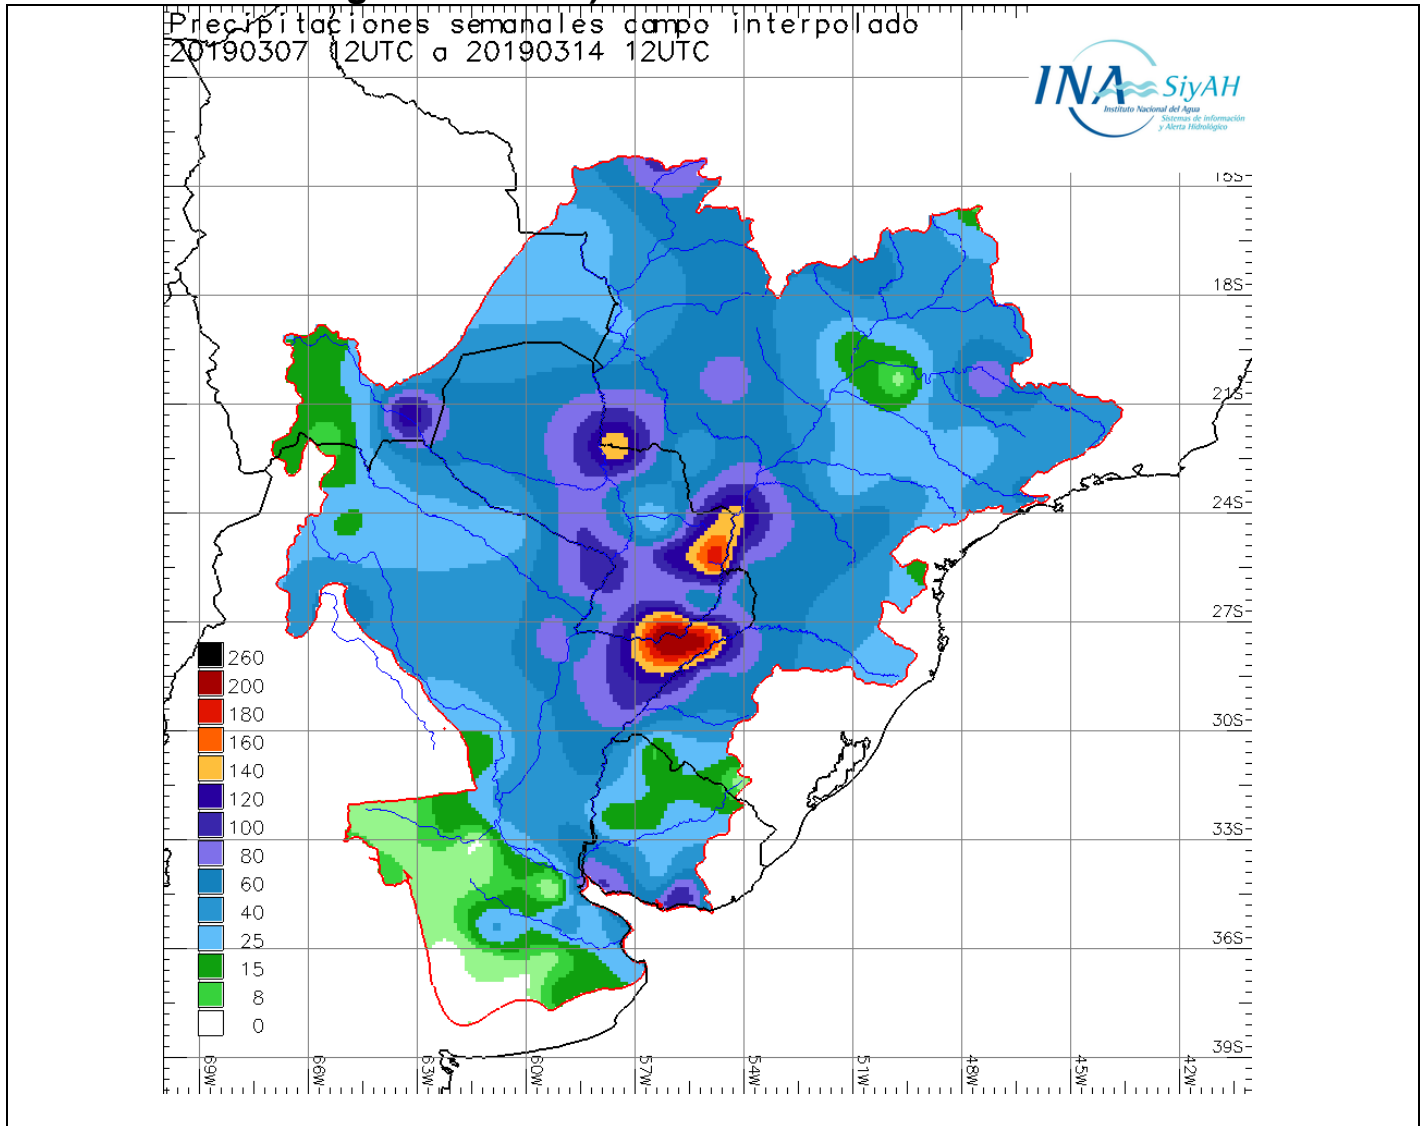 Precipitaciones semanales campo interpolado
20190307 12UTC a 20190314 12UTC
INA SiyAH
Instituto Nacional del Agua
Sistemas de Información
y Alerta Hidrológico
15S
18S
21S
24S
27S
30S
33S
36S
39S
260
200
180
160
140
120
100
80
60
40
25
15
8
0
69W
66W
63W
60W
57W
54W
51W
48W
45W
42W